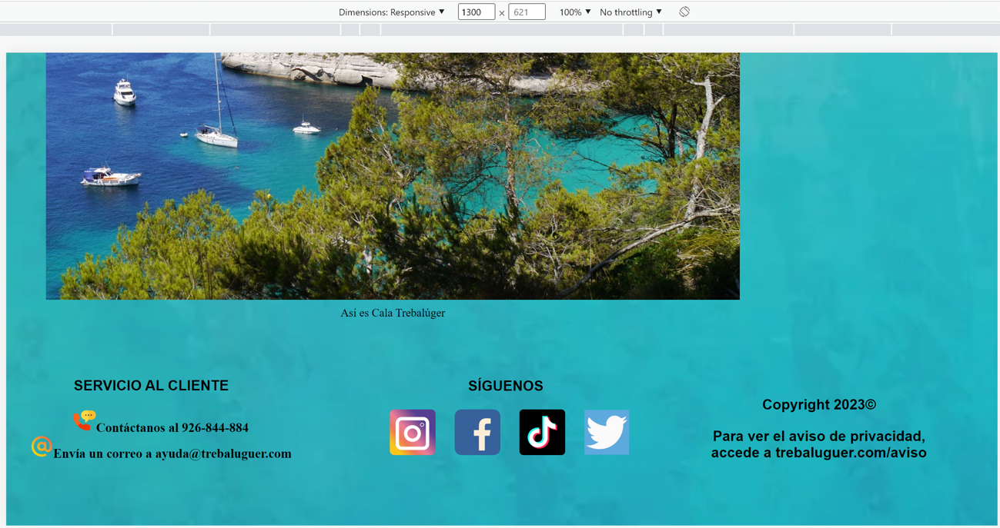 Dimensions: Responsive ▼ 1300 × 621 100% ▼ No throttling ▼
Así es Cala Trebalúger
SERVICIO AL CLIENTE
Contáctanos al 926-844-884
@Envía un correo a ayuda@trebaluguer.com
SÍGUENOS
Copyright 2023©
Para ver el aviso de privacidad,
accede a trebaluguer.com/aviso